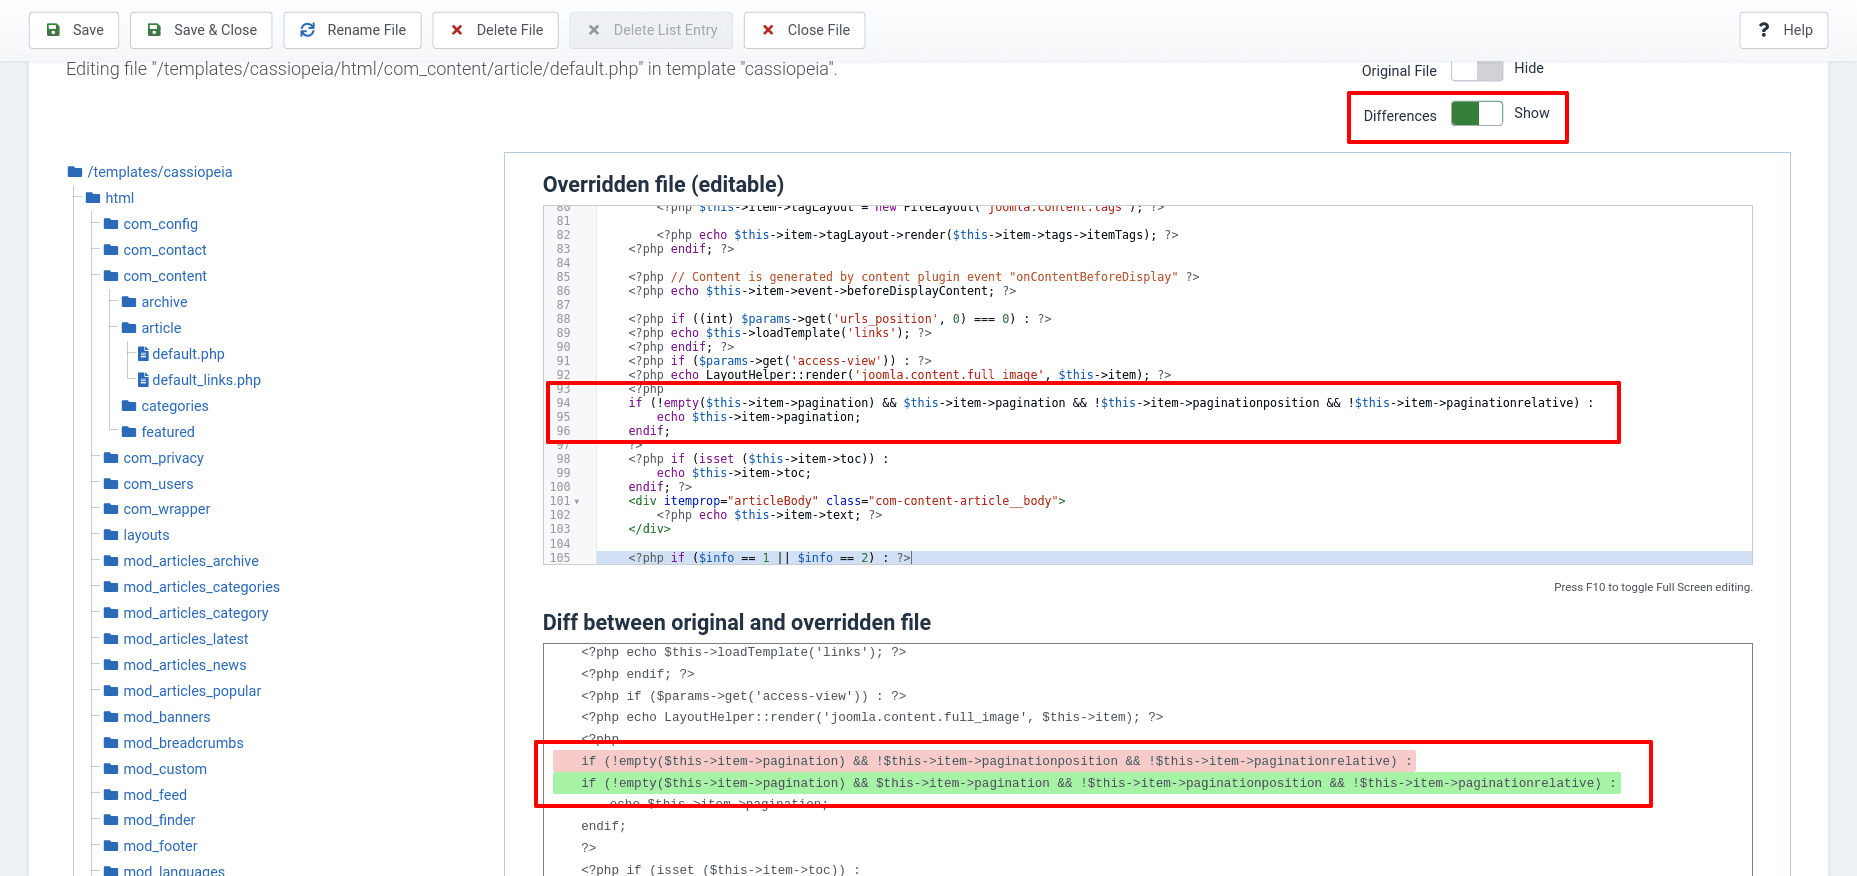 Save
Save & Close
Rename File
Delete File
Delete List Entry
Close File
? Help
Editing file "/templates/cassiopeia/html/com_content/article/default.php" in template "cassiopeia".
Original File Hide
Differences Show
/templates/cassiopeia
html
com_config
com_contact
com_content
archive
article
default.php
default_links.php
categories
featured
com_privacy
com_users
com_wrapper
layouts
mod_articles_archive
mod_articles_categories
mod_articles_category
mod_articles_latest
mod_articles_news
mod_articles_popular
mod_banners
mod_breadcrumbs
mod_custom
mod_feed
mod_finder
mod_footer
mod_languages
Overridden file (editable)
80 <?php $this->item->tagLayout = new FileLayout('joomla.content.tags'); ?>
81
82 <?php echo $this->item->tagLayout->render($this->item->tags->itemTags); ?>
83 <?php endif; ?>
84
85 <?php // Content is generated by content plugin event "onContentBeforeDisplay" ?>
86 <?php echo $this->item->event->beforeDisplayContent; ?>
87
88 <?php if ((int) $params->get('urls_position', 0) === 0) : ?>
89 <?php echo $this->loadTemplate('links'); ?>
90 <?php endif; ?>
91 <?php if ($params->get('access-view')) : ?>
92 <?php echo LayoutHelper::render('joomla.content.full_image', $this->item); ?>
93 <?php
94 if (!empty($this->item->pagination) && $this->item->pagination && !$this->item->paginationposition && !$this->item->paginationrelative) :
95 echo $this->item->pagination;
96 endif;
97 ?>
98 <?php if (isset ($this->item->toc)) :
99 echo $this->item->toc;
100 endif; ?>
101 <div itemprop="articleBody" class="com-content-article__body">
102 <?php echo $this->item->text; ?>
103 </div>
104
105 <?php if ($info == 1 || $info == 2) : ?>
Press F10 to toggle Full Screen editing.
Diff between original and overridden file
<?php echo $this->loadTemplate('links'); ?>
<?php endif; ?>
<?php if ($params->get('access-view')) : ?>
<?php echo LayoutHelper::render('joomla.content.full_image', $this->item); ?>
<?php
if (!empty($this->item->pagination) && !$this->item->paginationposition && !$this->item->paginationrelative) :
if (!empty($this->item->pagination) && $this->item->pagination && !$this->item->paginationposition && !$this->item->paginationrelative) :
echo $this->item->pagination;
endif;
?>
<?php if (isset ($this->item->toc)) :